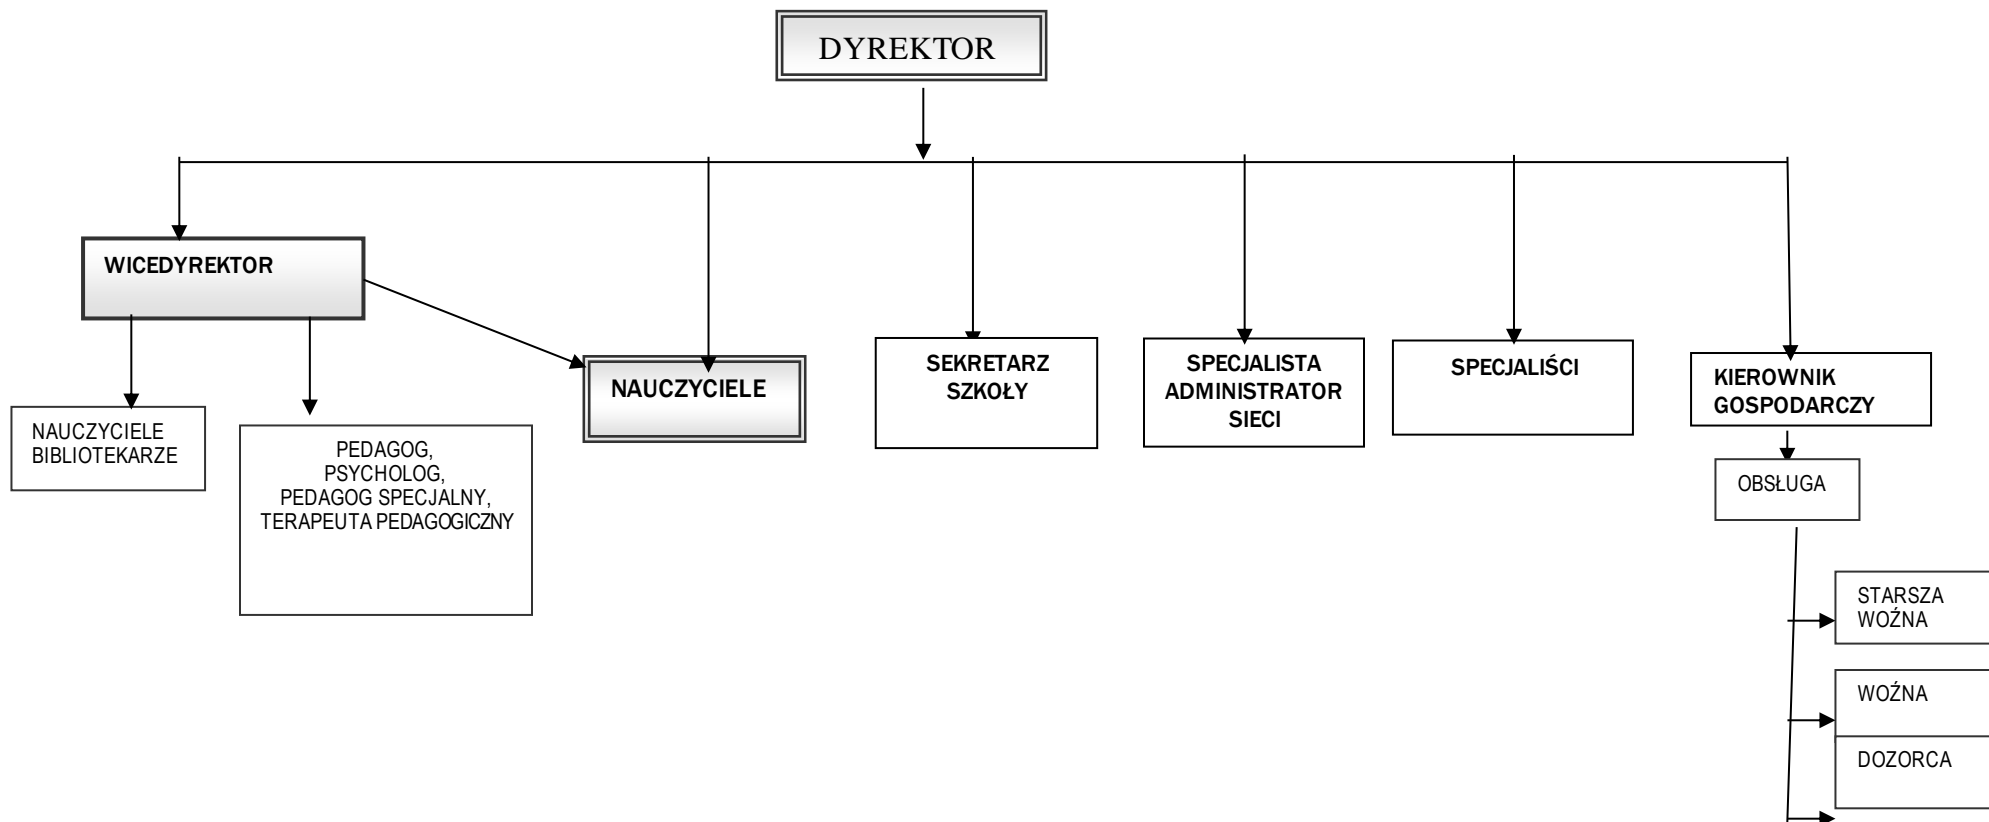 DYREKTOR
WICEDYREKTOR
NAUCZYCIELE
SEKRETARZ
SZKOŁY
SPECJALISTA
ADMINISTRATOR
SIECI
SPECJALIŚCI
KIEROWNIK
GOSPODARCZY
NAUCZYCIELE
BIBLIOTEKARZE
PEDAGOG,
PSYCHOLOG,
PEDAGOG SPECJALNY,
TERAPEUTA PEDAGOGICZNY
OBSŁUGA
STARSZA
WOŹNA
WOŹNA
DOZORCA